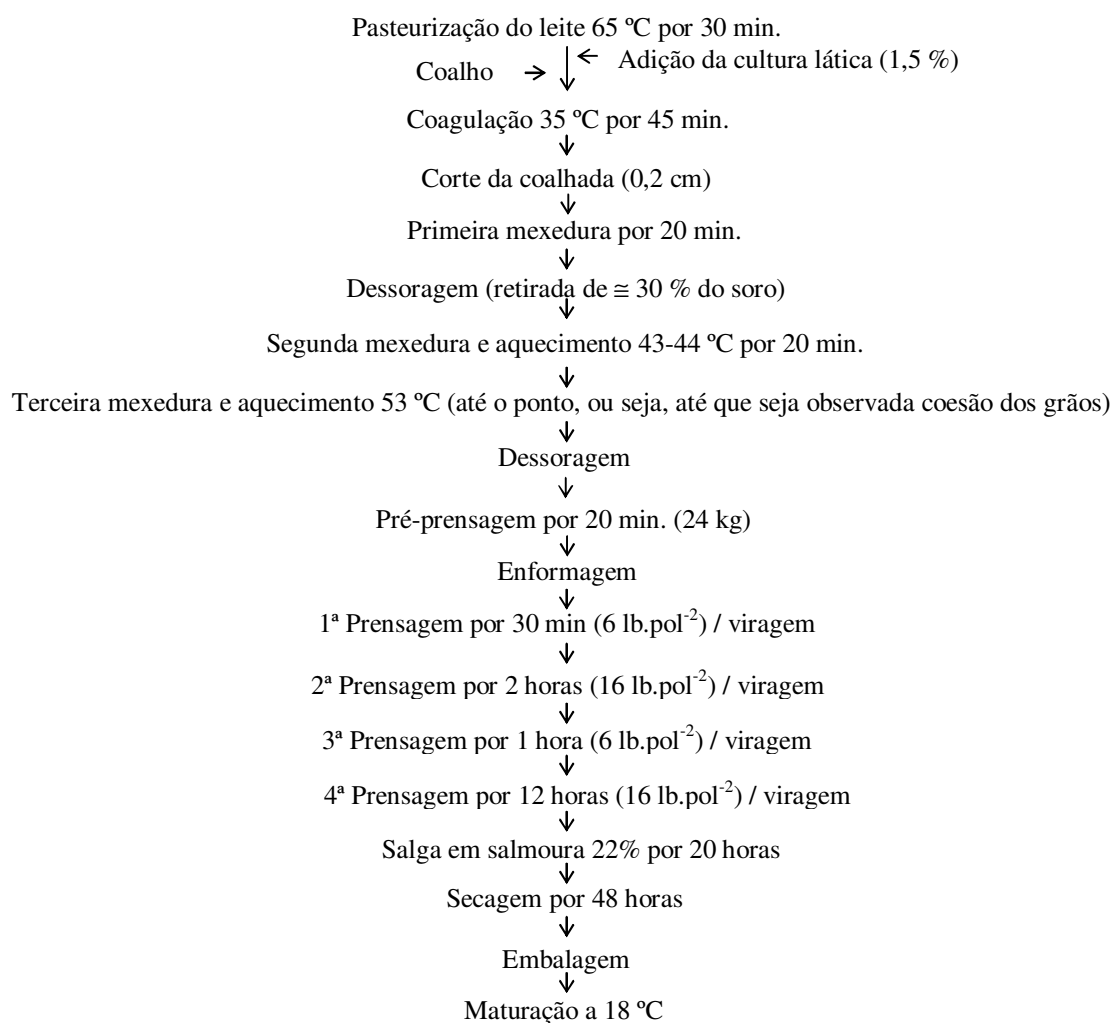 Pasteurização do leite 65 ºC por 30 min.
Adição da cultura lática (1,5 %)
Coalho
Coagulação 35 ºC por 45 min.
Corte da coalhada (0,2 cm)
Primeira mexedura por 20 min.
Dessoragem (retirada de ≅ 30 % do soro)
Segunda mexedura e aquecimento 43-44 ºC por 20 min.
Terceira mexedura e aquecimento 53 ºC (até o ponto, ou seja, até que seja observada coesão dos grãos)
Dessoragem
Pré-prensagem por 20 min. (24 kg)
Enformagem
1ª Prensagem por 30 min (6 lb.pol⁻²) / viragem
2ª Prensagem por 2 horas (16 lb.pol⁻²) / viragem
3ª Prensagem por 1 hora (6 lb.pol⁻²) / viragem
4ª Prensagem por 12 horas (16 lb.pol⁻²) / viragem
Salga em salmoura 22% por 20 horas
Secagem por 48 horas
Embalagem
Maturação a 18 ºC